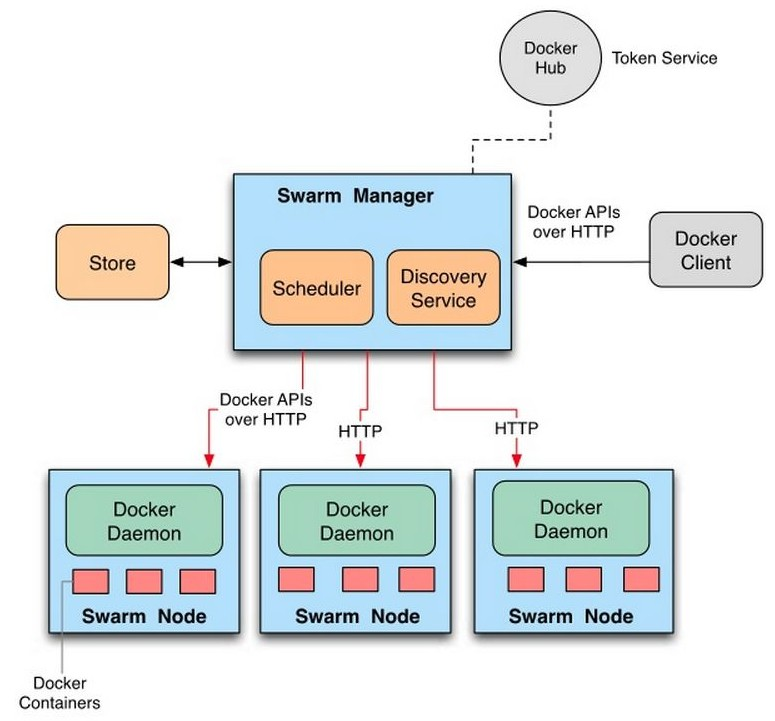 Docker
Hub
Token Service
Swarm Manager
Docker APIs
over HTTP
Docker
Client
Store
Scheduler
Discovery
Service
Docker APIs
over HTTP
HTTP
HTTP
Docker
Daemon
Docker
Daemon
Docker
Daemon
Swarm Node
Swarm Node
Swarm Node
Docker
Containers